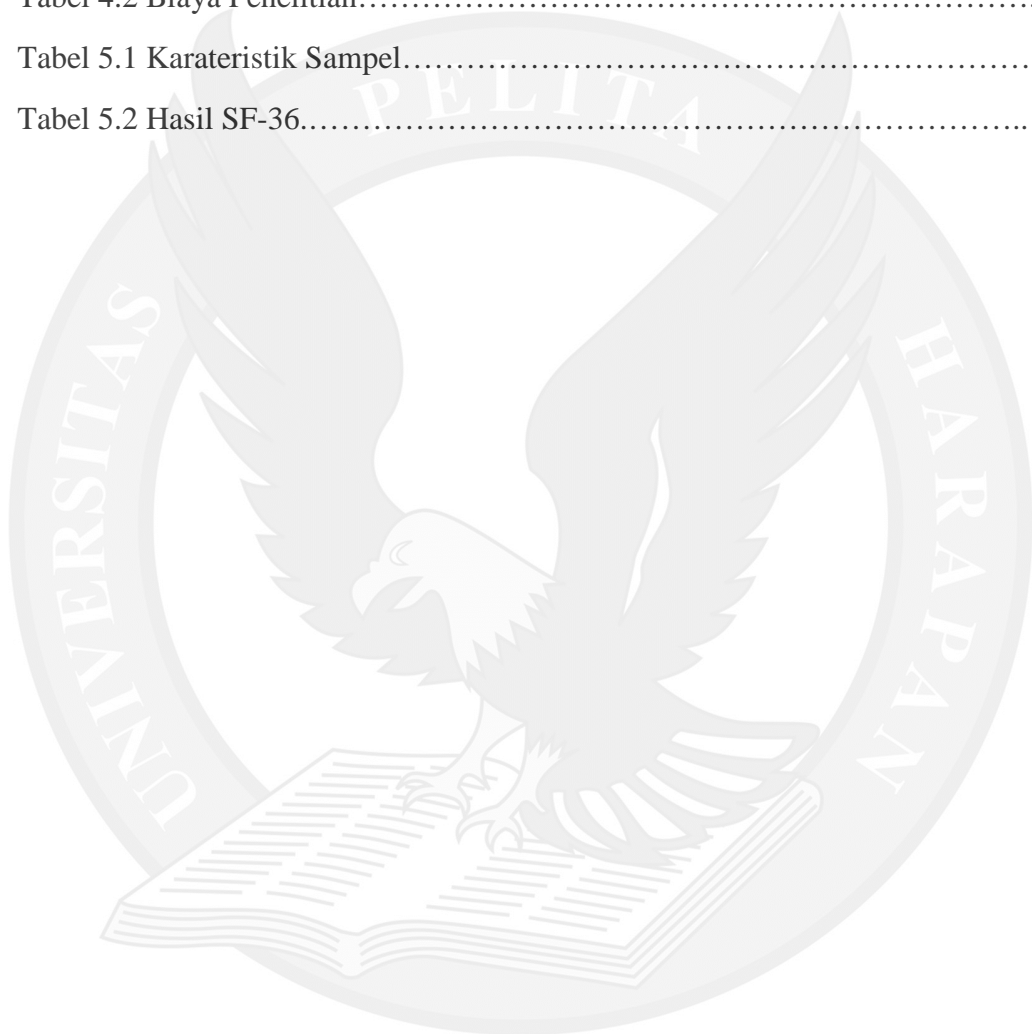 Tabel 4.2 Biaya Penelitian……………………………………………………….
Tabel 5.1 Karateristik Sampel……………………………………………………
Tabel 5.2 Hasil SF-36.……………………………………………………………..
UNIVERSITAS PELITA HARAPAN